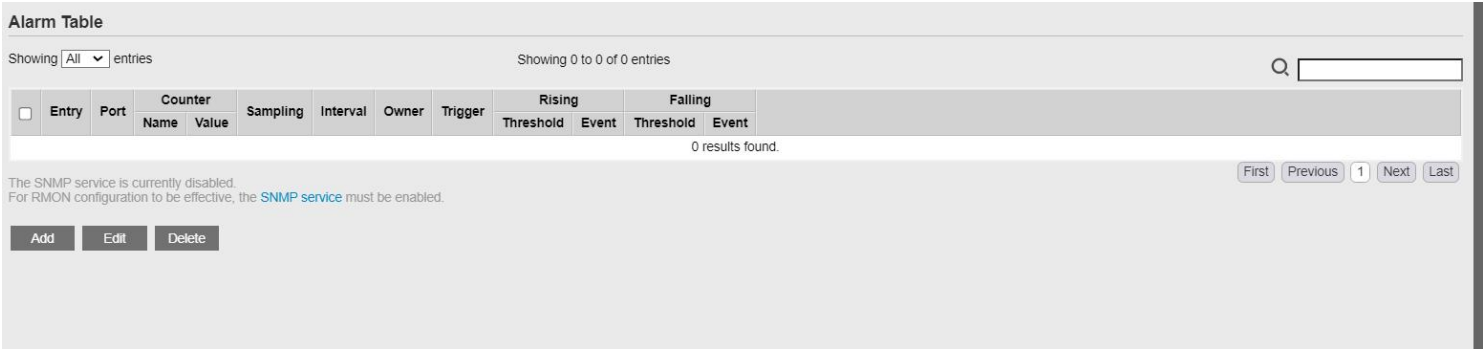 Alarm Table
Showing All entries
Showing 0 to 0 of 0 entries
Entry Port Counter Sampling Interval Owner Trigger Rising Falling
Name Value Threshold Event Threshold Event
0 results found.
First Previous 1 Next Last
The SNMP service is currently disabled.
For RMON configuration to be effective, the SNMP service must be enabled.
Add Edit Delete